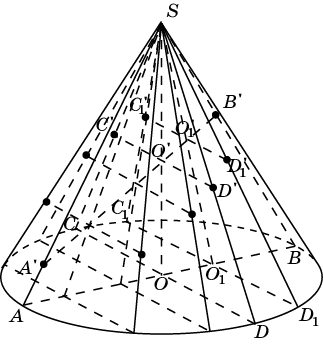 S
B'
C'₁ O'₁
C'
O' D'₁
D'
C C₁
A' B
O O₁
A D D₁